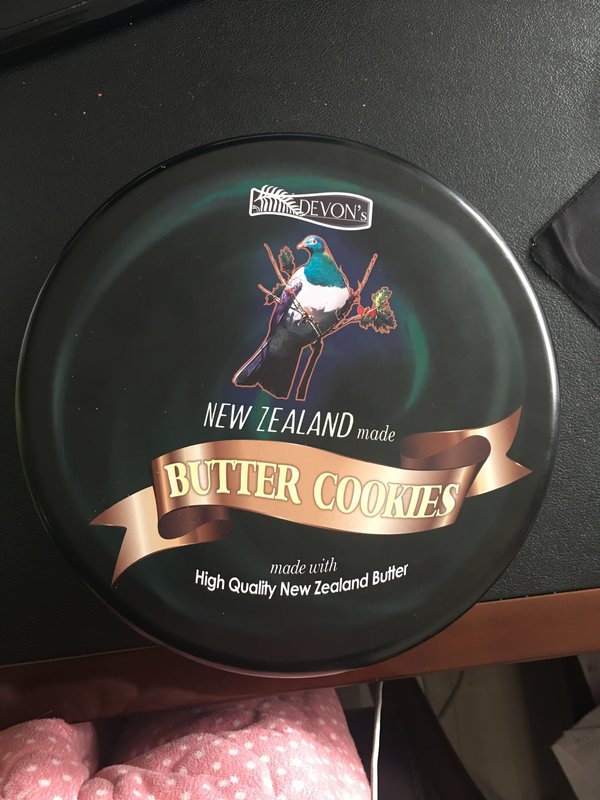 DEVON's
NEW ZEALAND made
BUTTER COOKIES
made with
High Quality New Zealand Butter